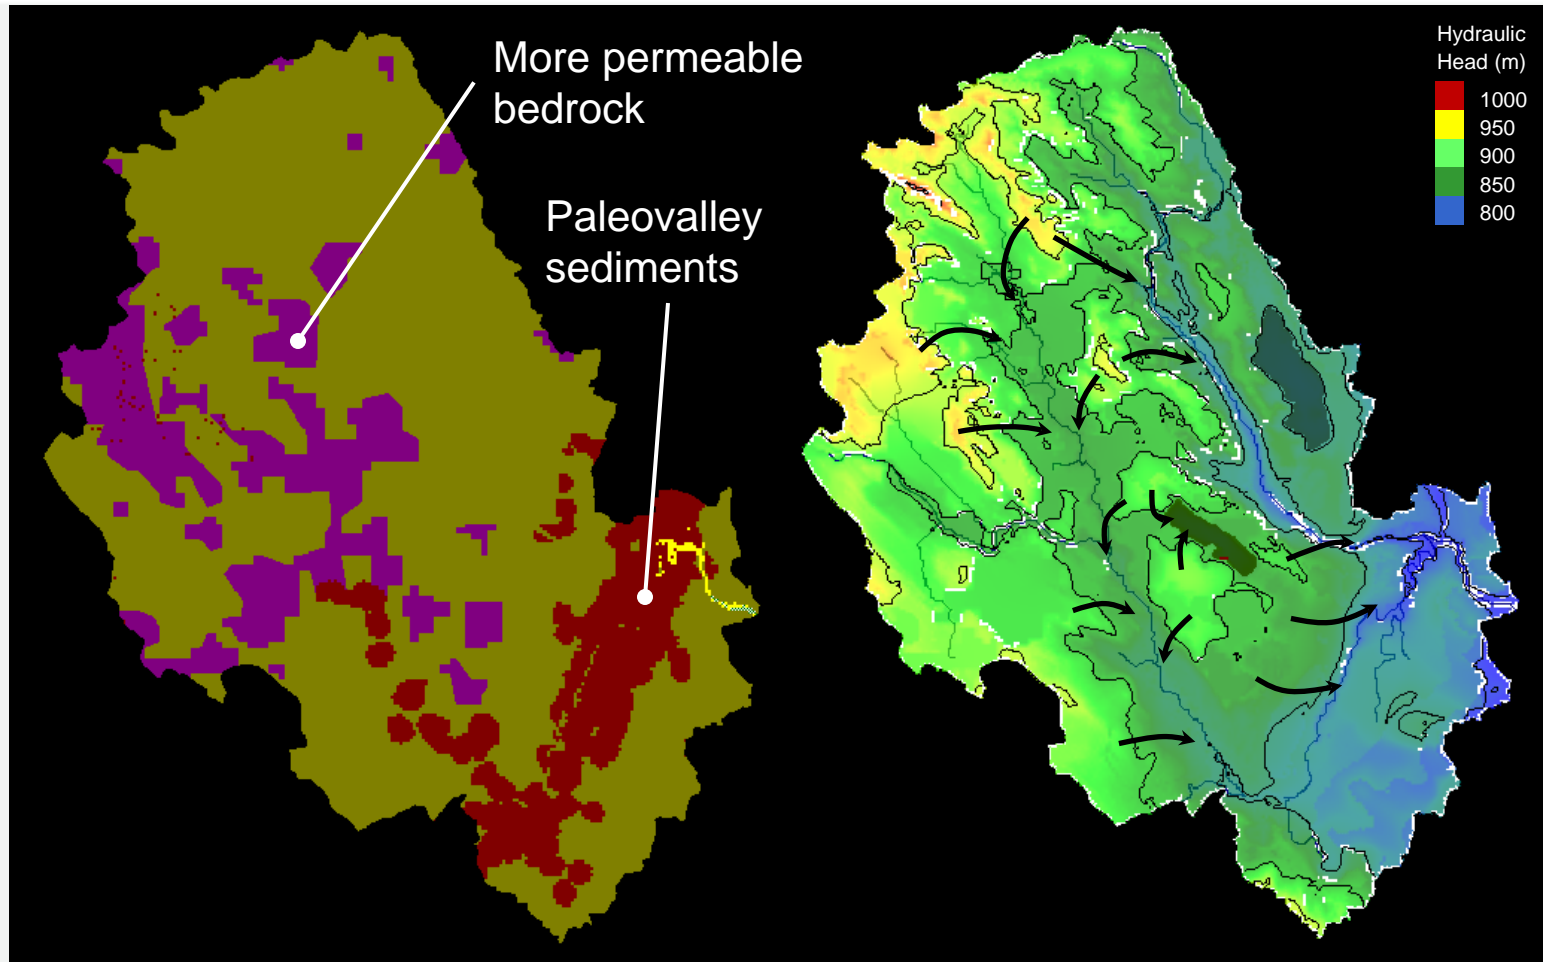 More permeable
bedrock
Paleovalley
sediments
Hydraulic
Head (m)
1000
950
900
850
800